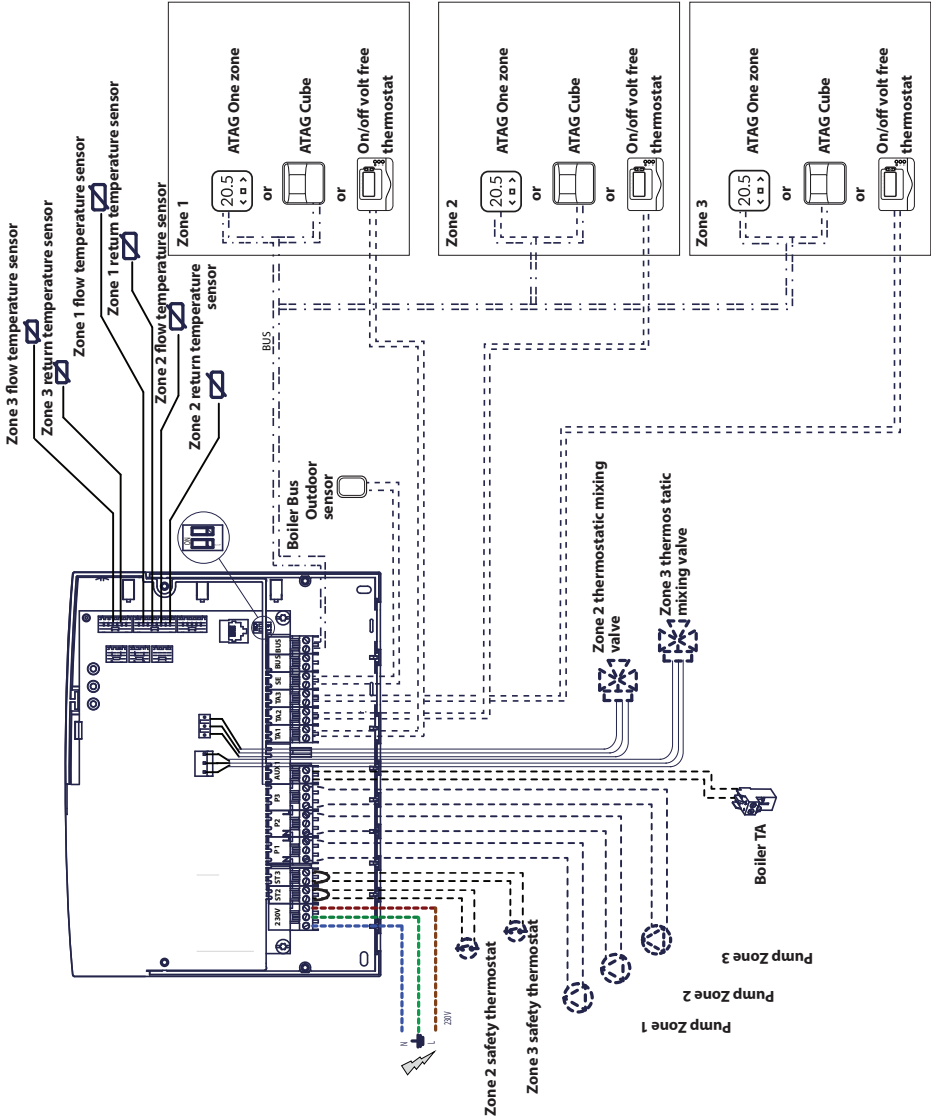 Zone 3 flow temperature sensor
Zone 3 return temperature sensor
Zone 1 flow temperature sensor
Zone 1 return temperature sensor
Zone 2 flow temperature sensor
Zone 2 return temperature
sensor
Zone 1
20.5
ATAG One zone
or
ATAG Cube
or
On/off volt free
thermostat
Zone 2
20.5
ATAG One zone
or
ATAG Cube
or
On/off volt free
thermostat
Zone 3
20.5
ATAG One zone
or
ATAG Cube
or
On/off volt free
thermostat
BUS
Boiler Bus
Outdoor
sensor
ON
230V
ST2
ST3
P1
P2
P3
AUX1
TA1
TA2
TA3
SE
BUS
BUS
N
L
N
Zone 2 thermostatic mixing
valve
Zone 3 thermos tatic
mixing valve
Boiler TA
Pump Zone 3
Pump Zone 2
Pump Zone 1
Zone 3 safety thermostat
Zone 2 safety thermostat
N
L
230V